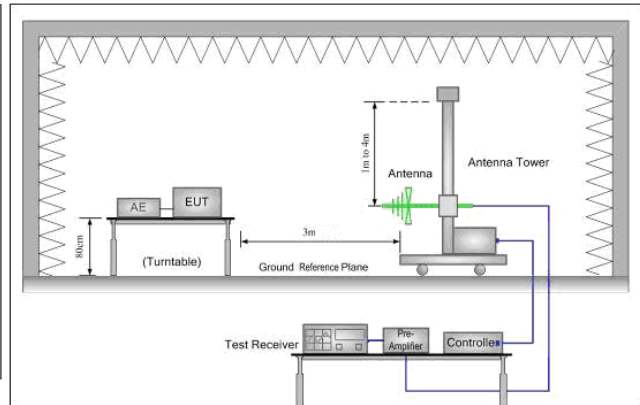 1m to 4m
Antenna
Antenna Tower
AE
EUT
80cm
3m
(Turntable)
Ground Reference Plane
Test Receiver
Pre-
Amplifier
Controller